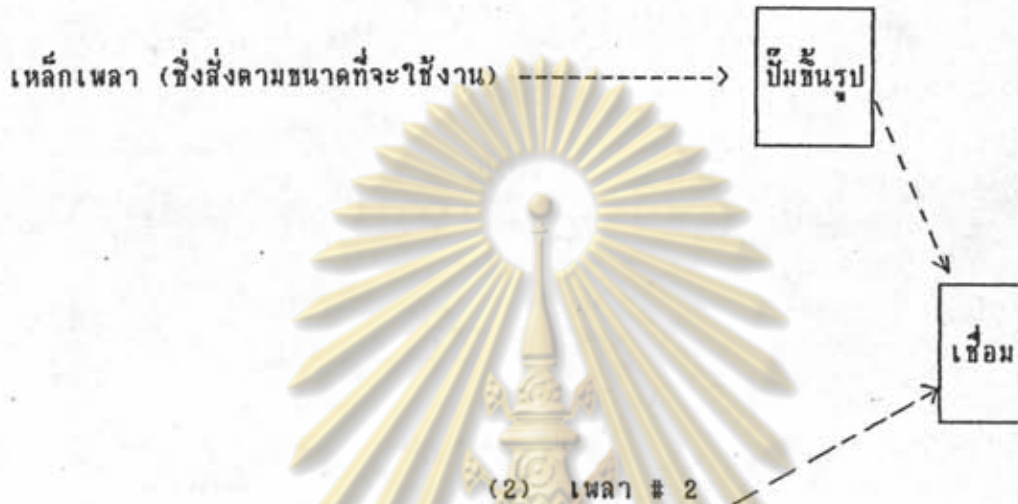 เหล็กเพลา (ซึ่งสั่งตามขนาดที่จะใช้งาน)
ปั๊มขึ้นรูป
เชื่อม
(2) เพลา # 2